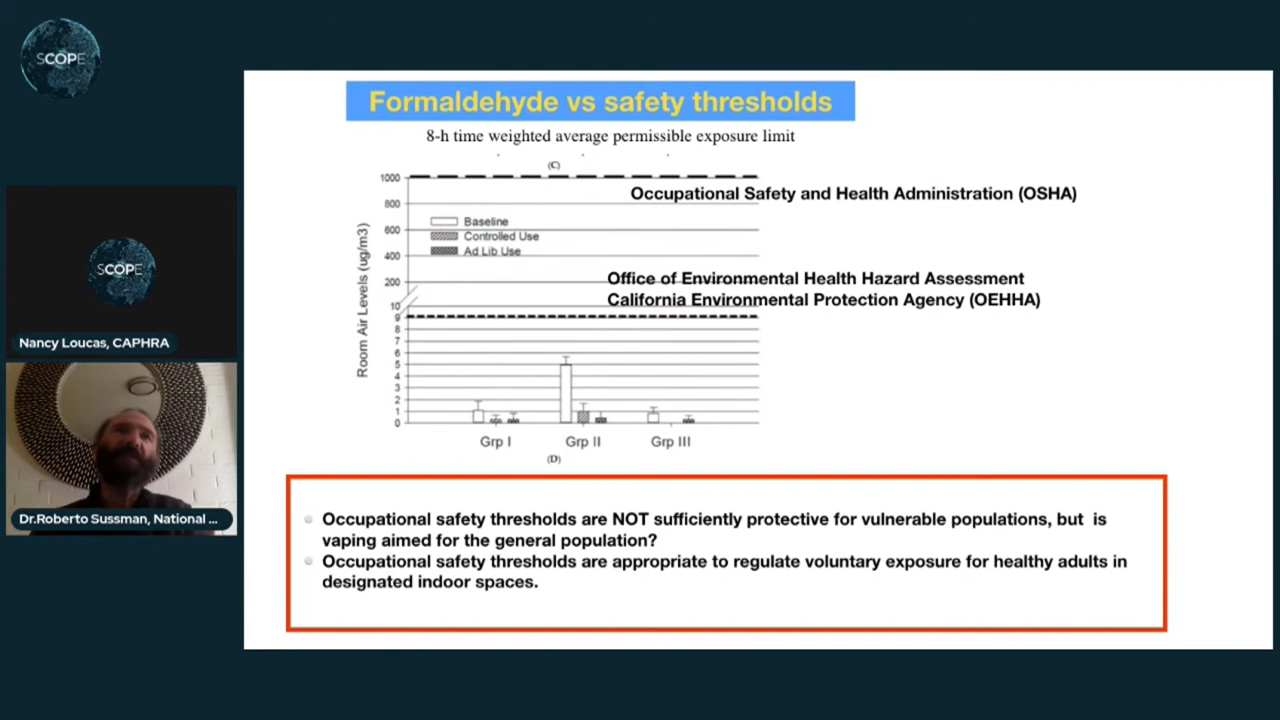 SCOPE
Formaldehyde vs safety thresholds
8-h time weighted average permissible exposure limit
(C)
1000
Occupational Safety and Health Administration (OSHA)
800
Baseline
600
Controlled Use
Ad Lib Use
400
Office of Environmental Health Hazard Assessment
200
California Environmental Protection Agency (OEHHA)
10
9
8
7
6
5
4
3
2
1
0
Room Air Levels (ug/m3)
Grp I Grp II Grp III
(D)
SCOPE
Nancy Loucas, CAPHRA
Dr.Roberto Sussman, National ...
Occupational safety thresholds are NOT sufficiently protective for vulnerable populations, but is
vaping aimed for the general population?
Occupational safety thresholds are appropriate to regulate voluntary exposure for healthy adults in
designated indoor spaces.